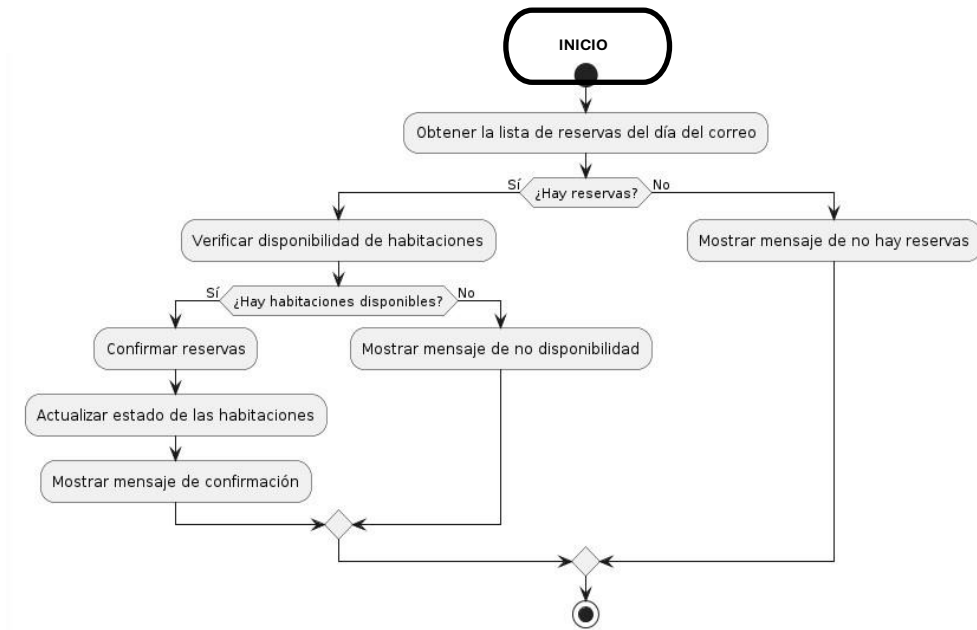 INICIO
Obtener la lista de reservas del día del correo
Sí
¿Hay reservas?
No
Verificar disponibilidad de habitaciones
Mostrar mensaje de no hay reservas
Sí
¿Hay habitaciones disponibles?
No
Confirmar reservas
Mostrar mensaje de no disponibilidad
Actualizar estado de las habitaciones
Mostrar mensaje de confirmación